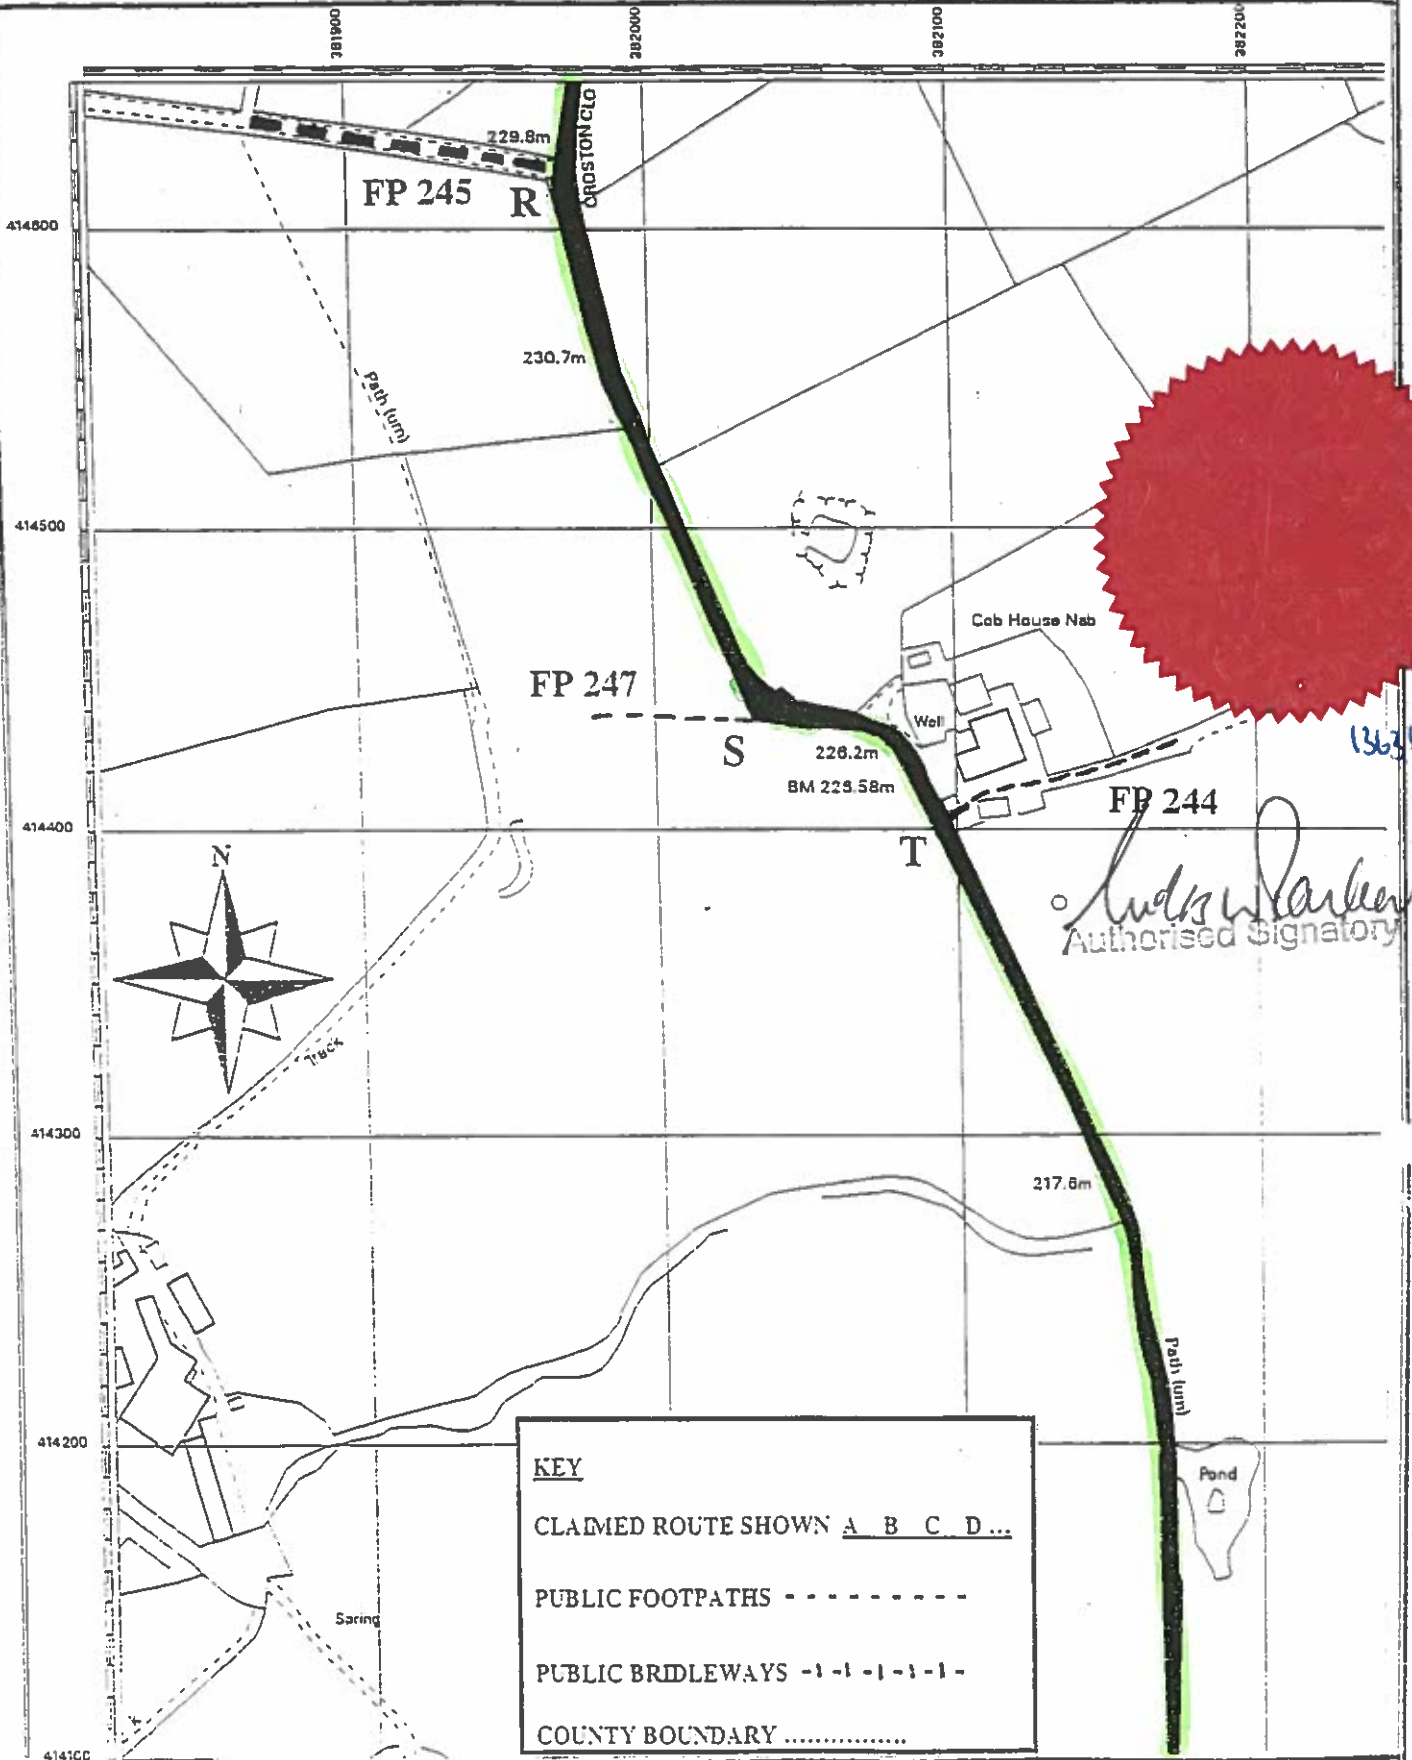 381900
382000
382100
382200
229.8m
CROSTON CLO
FP 245
R
414600
230.7m
Path (um)
414500
Cob House Nab
FP 247
Well
S
226.2m
BM 225.58m
FP 244
414400
T
N
Authorised Signatory
Track
414300
217.6m
Path (um)
414200
Pond
KEY
CLAIMED ROUTE SHOWN A B C D ...
PUBLIC FOOTPATHS
Spring
PUBLIC BRIDLEWAYS
COUNTY BOUNDARY
414100